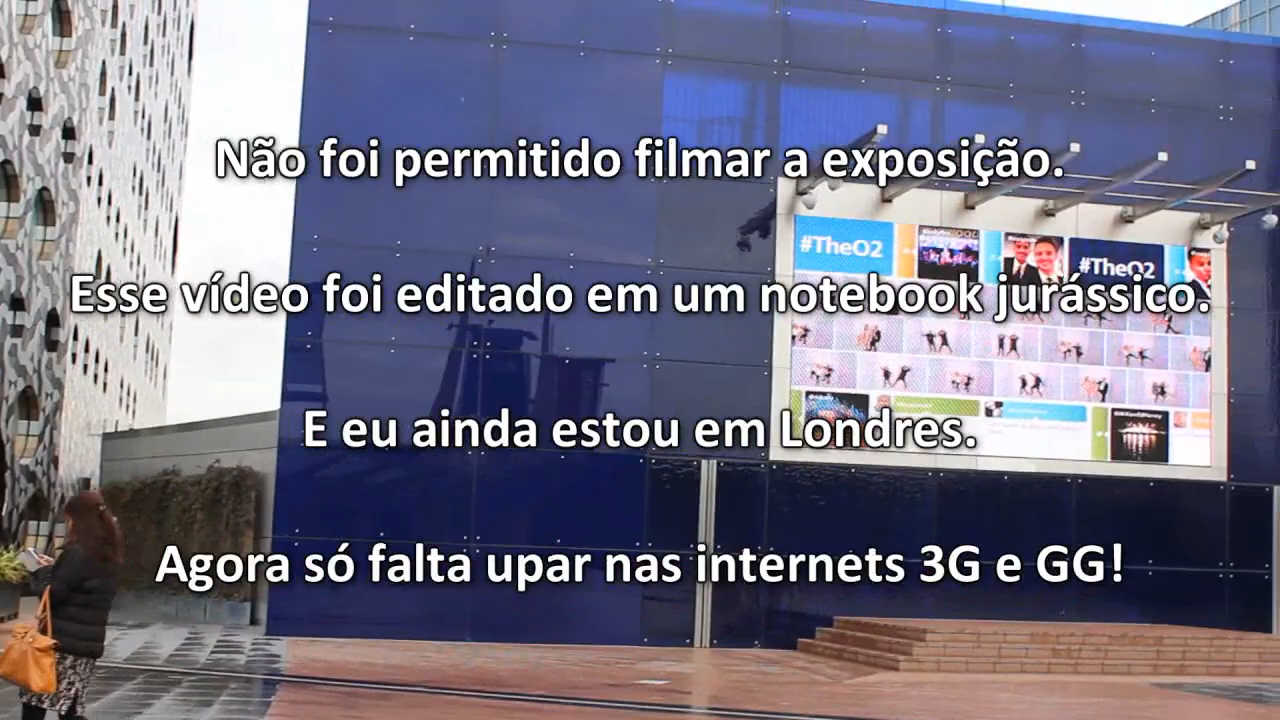 Não foi permitido filmar a exposição.
#TheO2
#TheO2
Esse vídeo foi editado em um notebook jurássico.
E eu ainda estou em Londres.
Agora só falta upar nas internets 3G e GG!